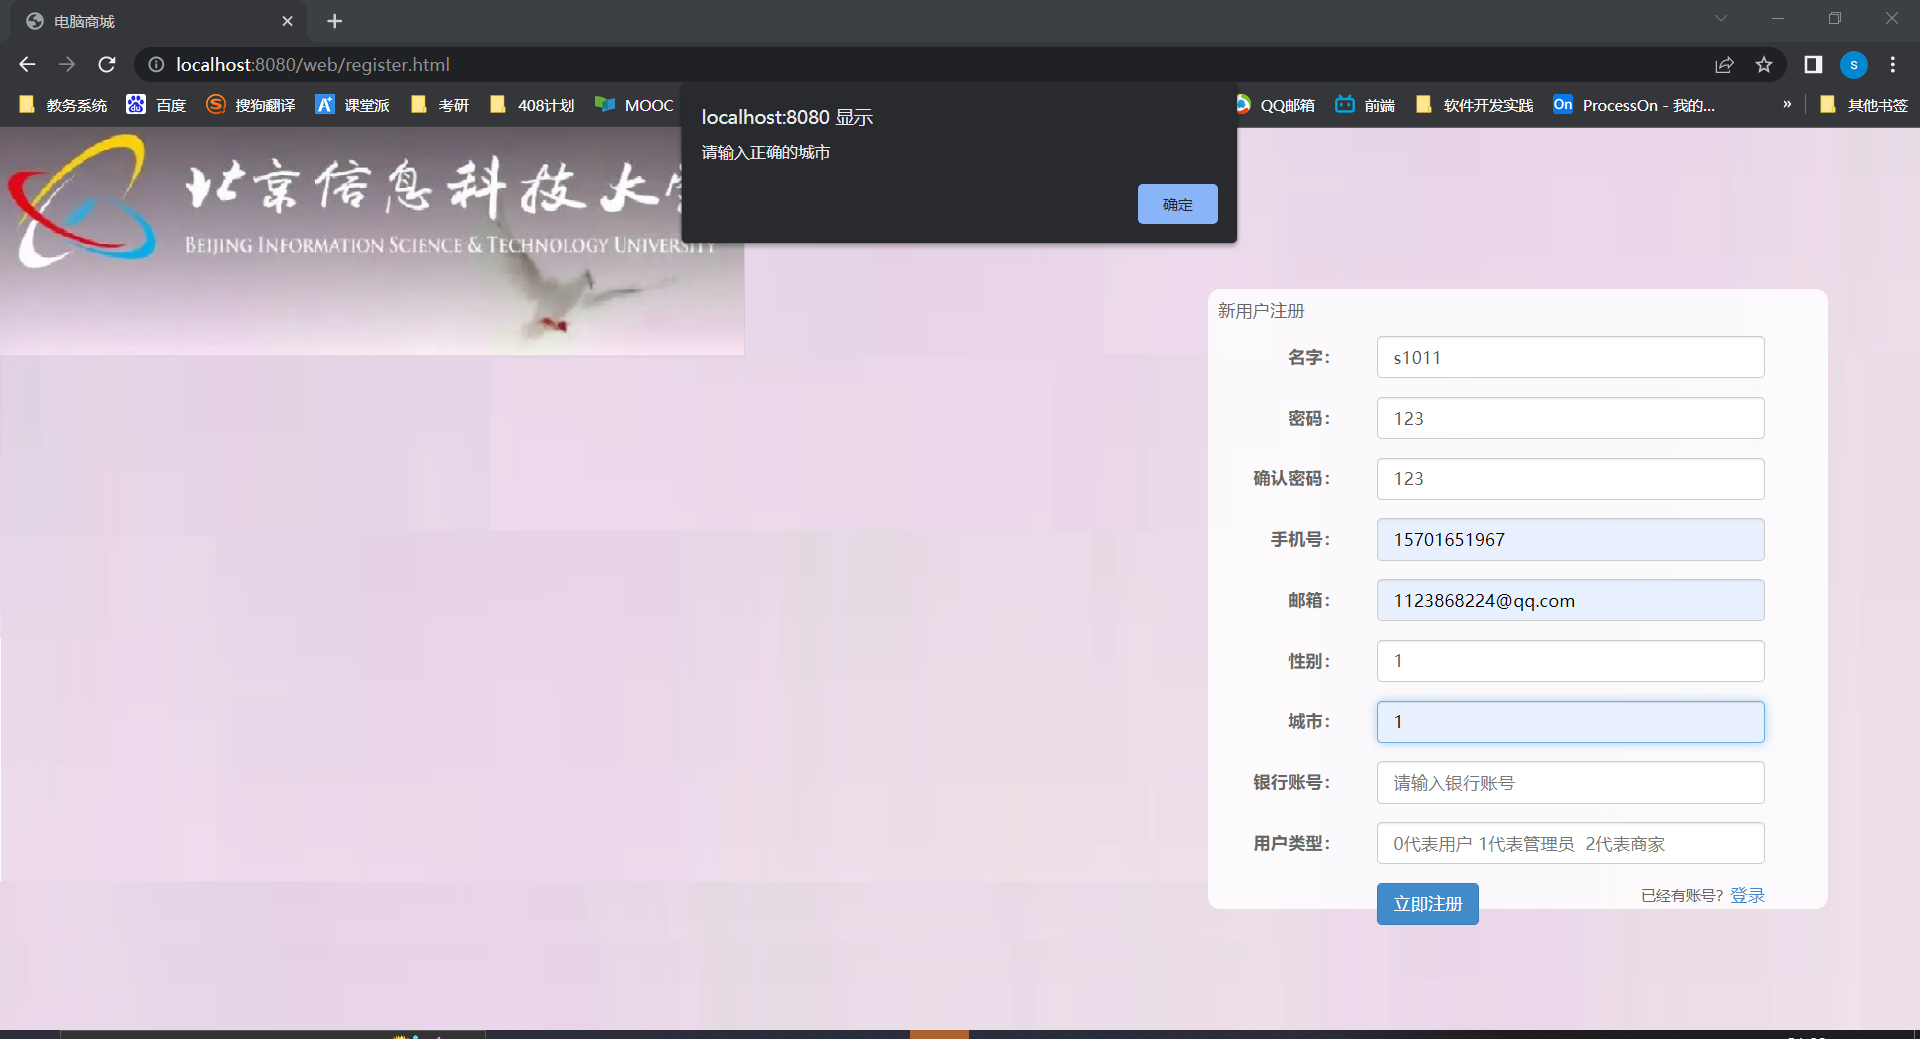 电脑商城
localhost:8080/web/register.html
S
教务系统
百度
搜狗翻译
课堂派
考研
408计划
MOOC
QQ邮箱
前端
软件开发实践
On
ProcessOn - 我的...
»
其他书签
localhost:8080 显示
请输入正确的城市
确定
北京信息科技大学
BEIJING INFORMATION SCIENCE & TECHNOLOGY UNIVERSITY
新用户注册
名字： s1011
密码： 123
确认密码： 123
手机号： 15701651967
邮箱： 1123868224@qq.com
性别： 1
城市： 1
银行账号： 请输入银行账号
用户类型： 0代表用户 1代表管理员 2代表商家
立即注册
已经有账号？ 登录